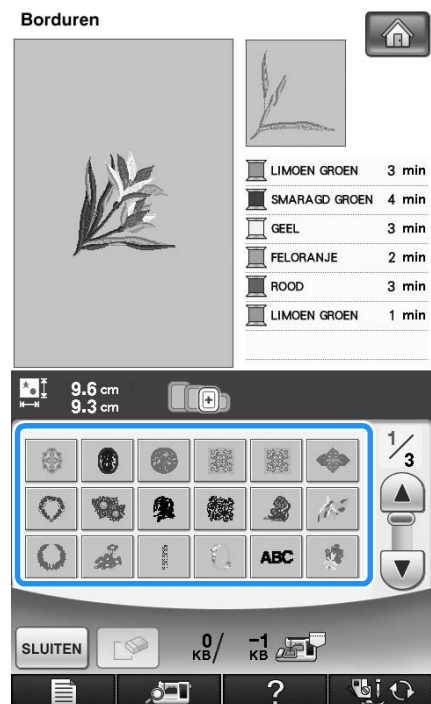 Borduren
LIMOEN GROEN 3 min
SMARAGD GROEN 4 min
GEEL 3 min
FELORANJE 2 min
ROOD 3 min
LIMOEN GROEN 1 min
9.6 cm
9.3 cm
1/3
ABC
SLUITEN
0 KB/ -1 KB
?